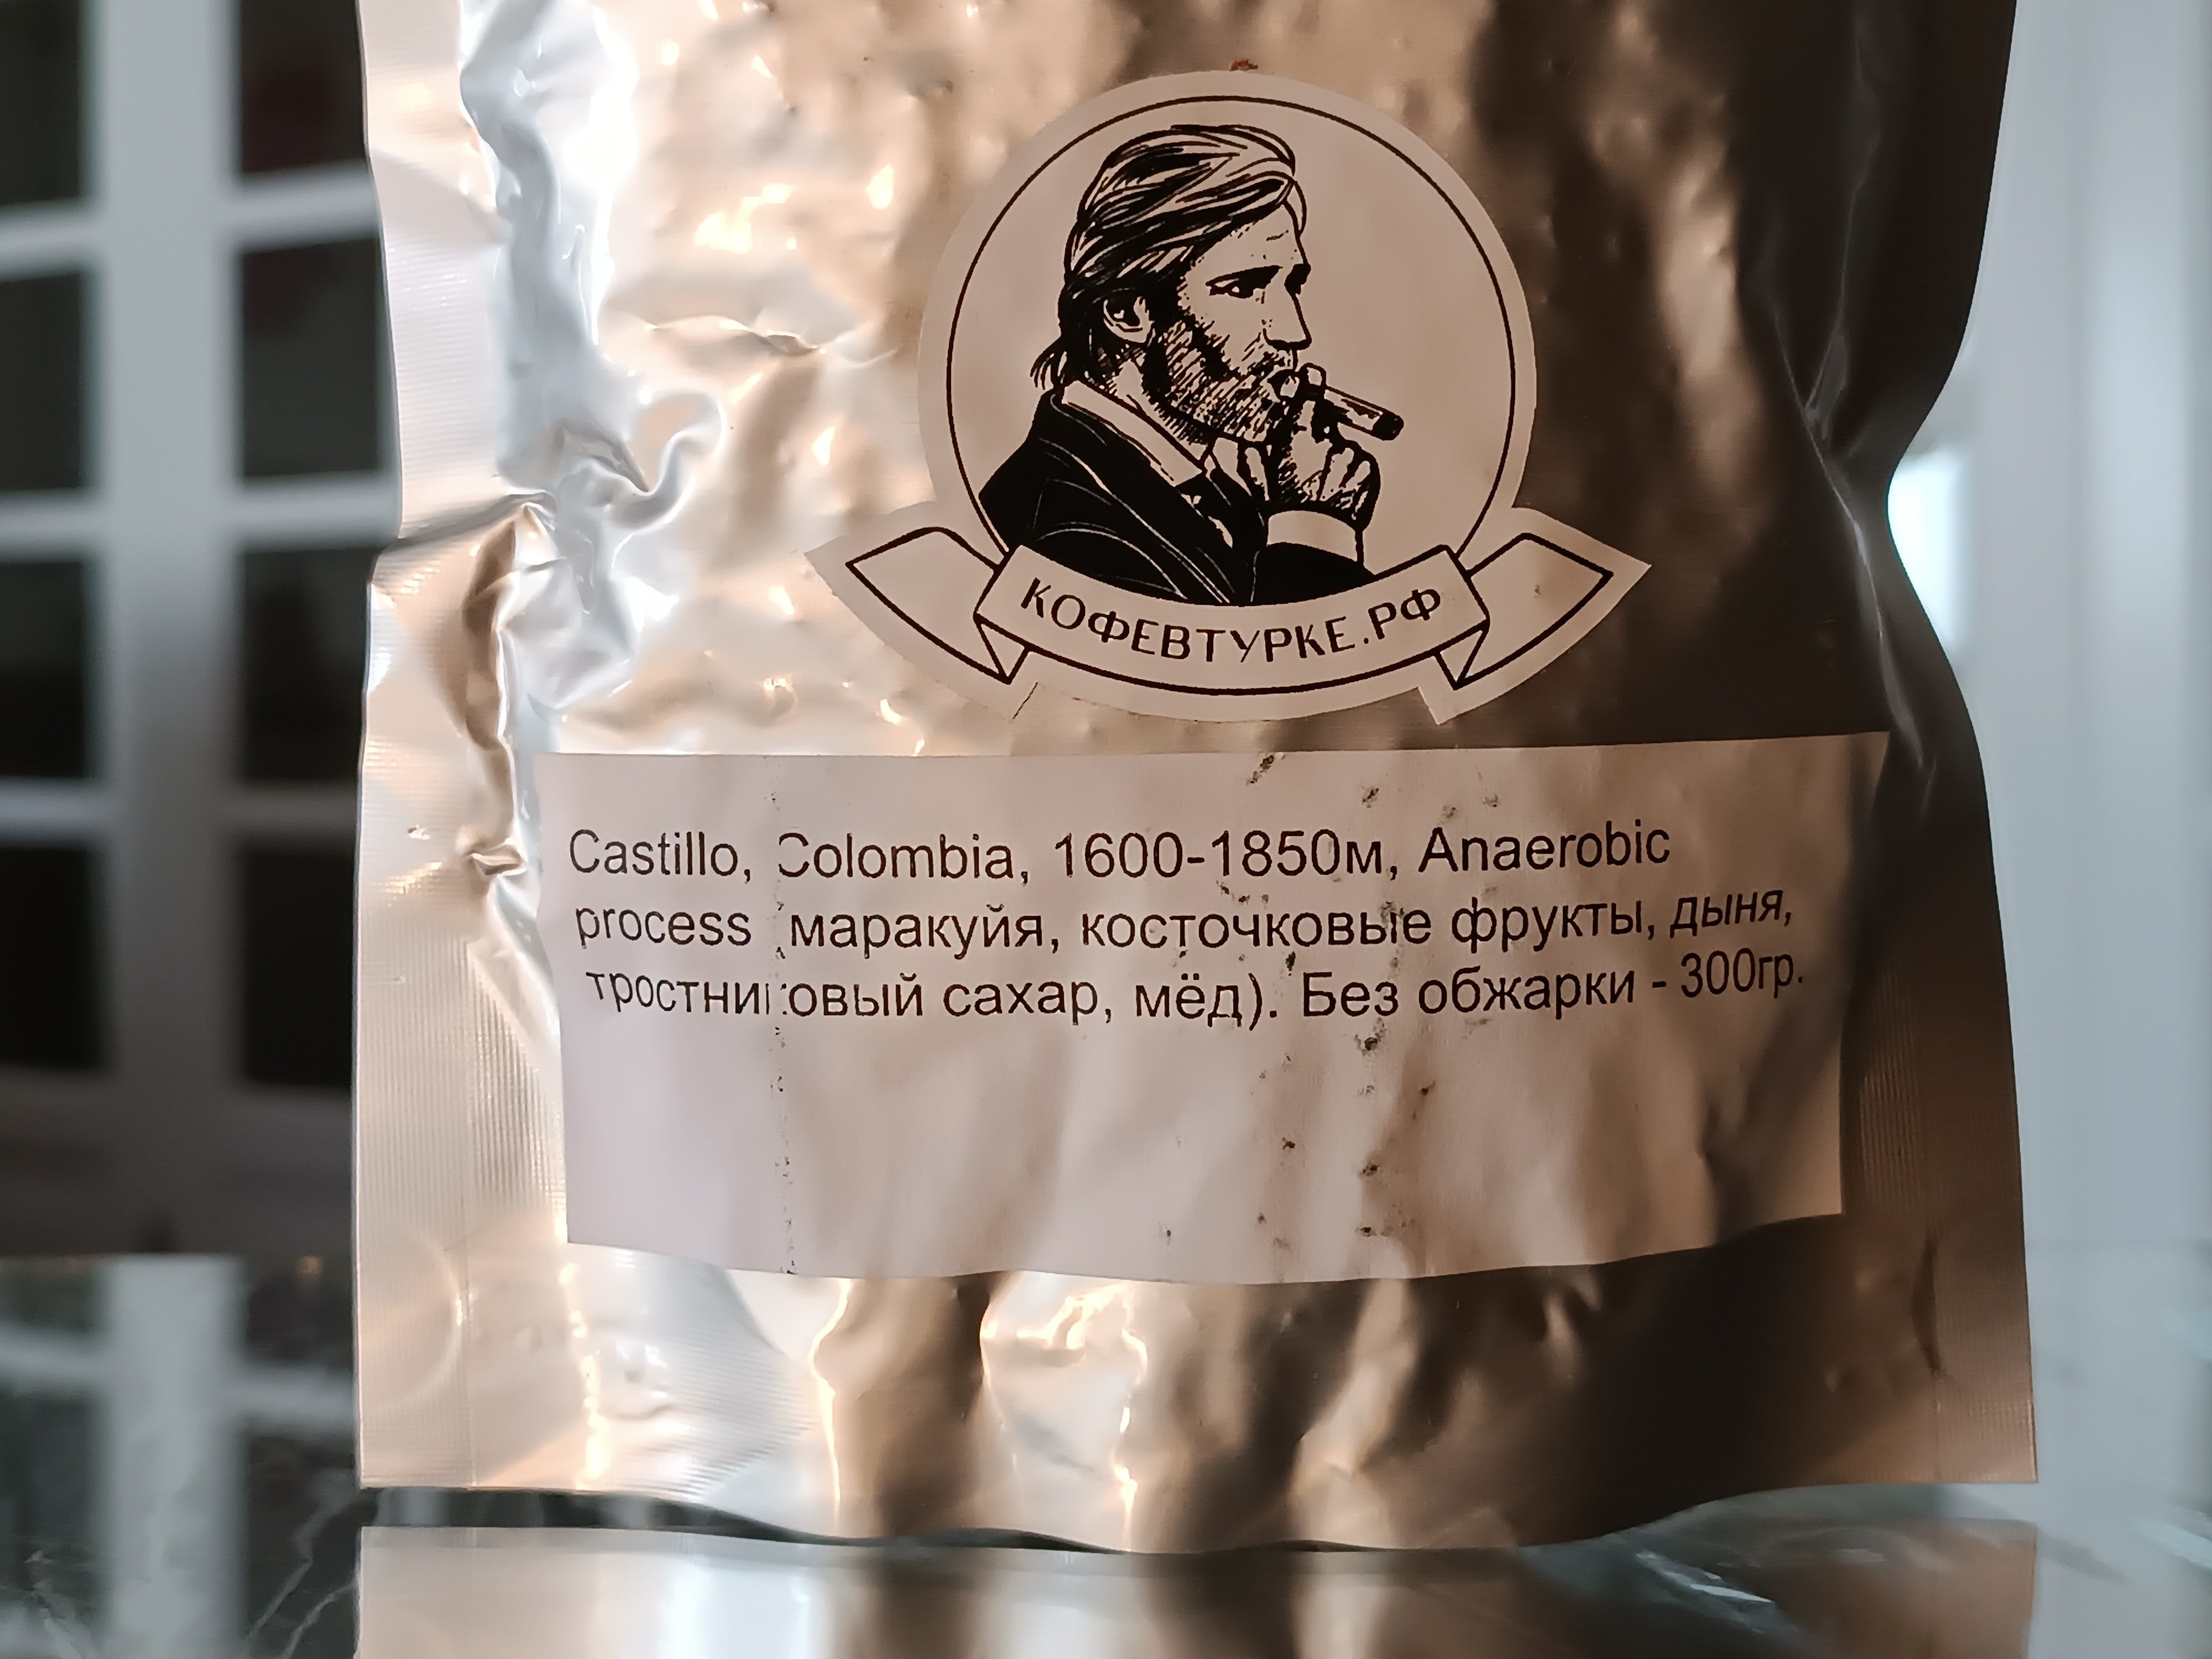 КОФЕВТУРКЕ.РФ
Castillo, Colombia, 1600-1850м, Anaerobic
process (маракуйя, косточковые фрукты, дыня,
тростниковый сахар, мёд). Без обжарки - 300гр.